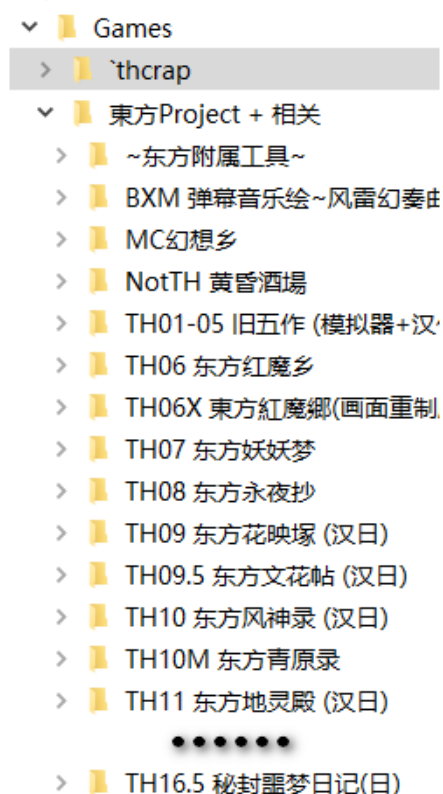 Games
`thcrap
東方Project + 相关
~东方附属工具~
BXM 弹幕音乐绘~风雷幻奏曲
MC幻想乡
NotTH 黄昏酒場
TH01-05 旧五作 (模拟器+汉
TH06 东方红魔乡
TH06X 東方紅魔鄉(画面重制
TH07 东方妖妖梦
TH08 东方永夜抄
TH09 东方花映塚 (汉日)
TH09.5 东方文花帖 (汉日)
TH10 东方风神录 (汉日)
TH10M 东方青原录
TH11 东方地灵殿 (汉日)
••••••
TH16.5 秘封噩梦日记(日)